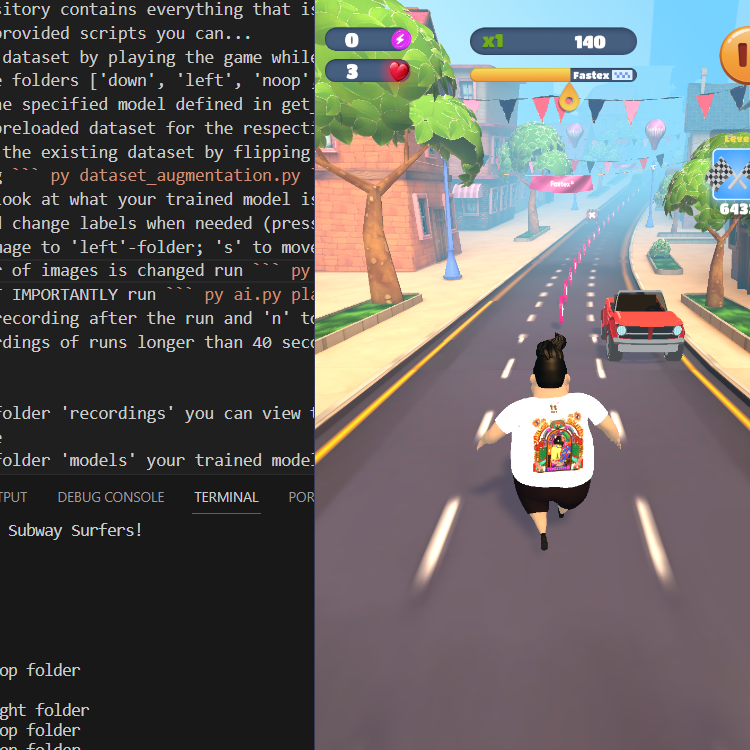 sitory contains everything that is
provided scripts you can...
dataset by playing the game while
e folders ['down', 'left', 'noop'
he specified model defined in get_
preloaded dataset for the respecti
the existing dataset by flipping
g ``` py dataset_augmentation.py `
look at what your trained model is
d change labels when needed (press
mage to 'left'-folder; 's' to move
r of images is changed run ``` py
T IMPORTANTLY run ``` py ai.py pla
recording after the run and 'n' to
rdings of runs longer than 40 seco
folder 'recordings' you can view t
e
folder 'models' your trained model
TPUT DEBUG CONSOLE TERMINAL POR
Subway Surfers!
op folder
ght folder
op folder
op folder
0
3
x1 140
Fastex
Fastex
Leve
643